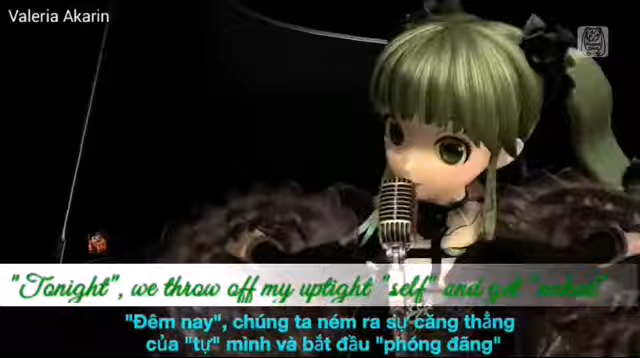 Valeria Akarin
"Tonight", we throw off my uptight "self" and get "naked"
"Đêm nay", chúng ta ném ra sự căng thẳng
của "tự" mình và bắt đầu "phóng đãng"